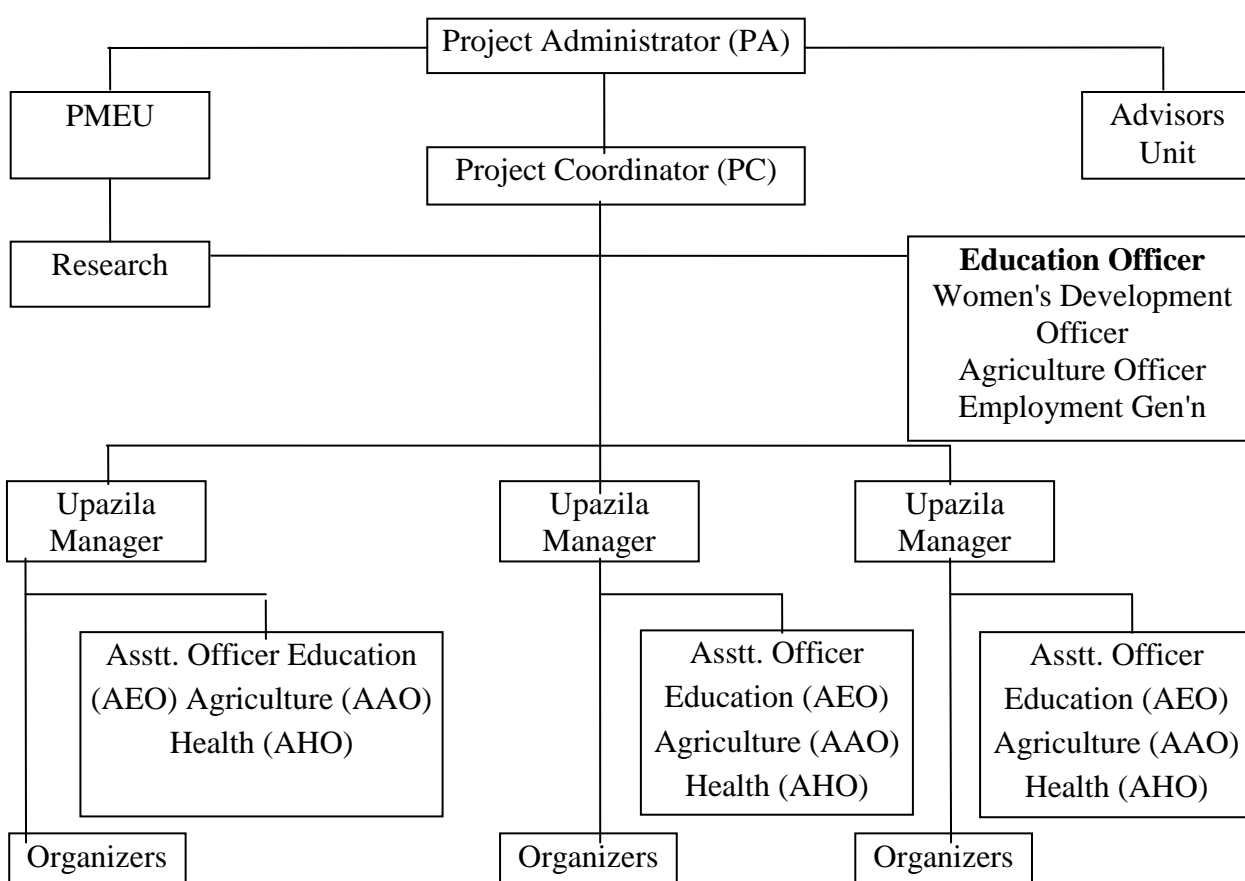 Project Administrator (PA)
PMEU
Advisors
Unit
Project Coordinator (PC)
Research
Education Officer
Women's Development
Officer
Agriculture Officer
Employment Gen'n
Upazila
Manager
Upazila
Manager
Upazila
Manager
Asstt. Officer Education
(AEO) Agriculture (AAO)
Health (AHO)
Asstt. Officer
Education (AEO)
Agriculture (AAO)
Health (AHO)
Asstt. Officer
Education (AEO)
Agriculture (AAO)
Health (AHO)
Organizers
Organizers
Organizers